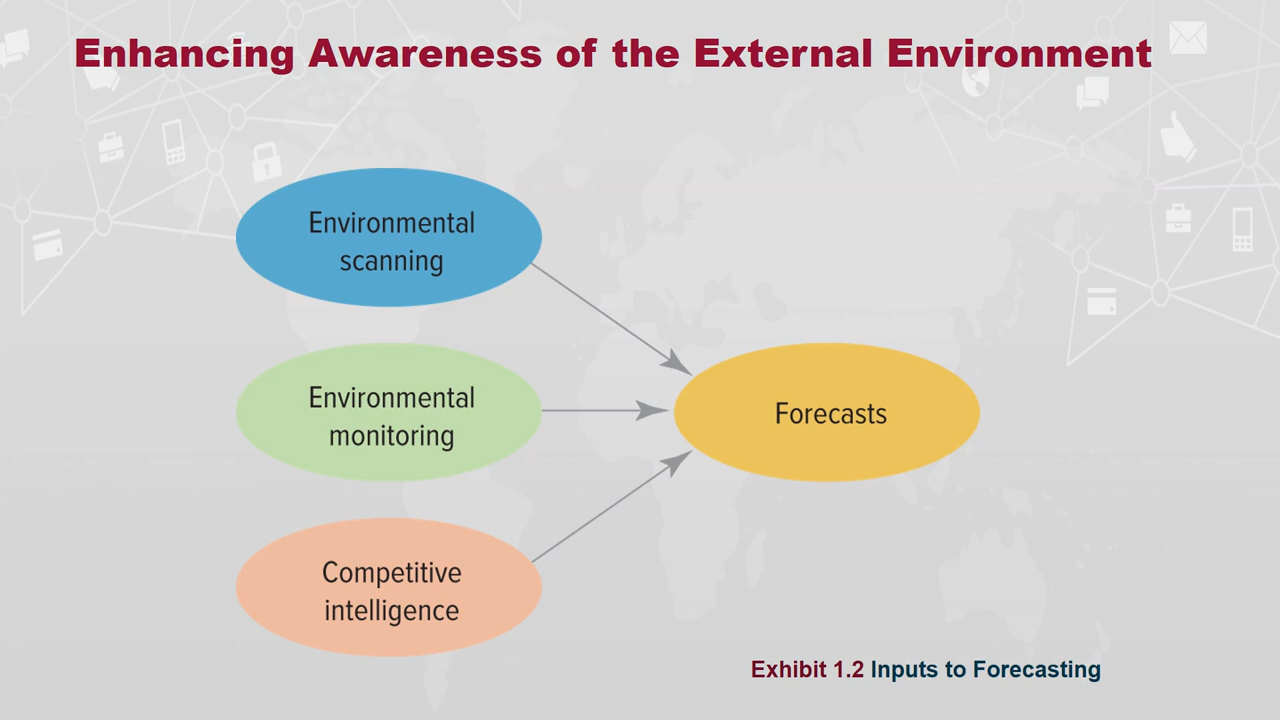 Enhancing Awareness of the External Environment
Environmental
scanning
Environmental
monitoring
Forecasts
Competitive
intelligence
Exhibit 1.2 Inputs to Forecasting